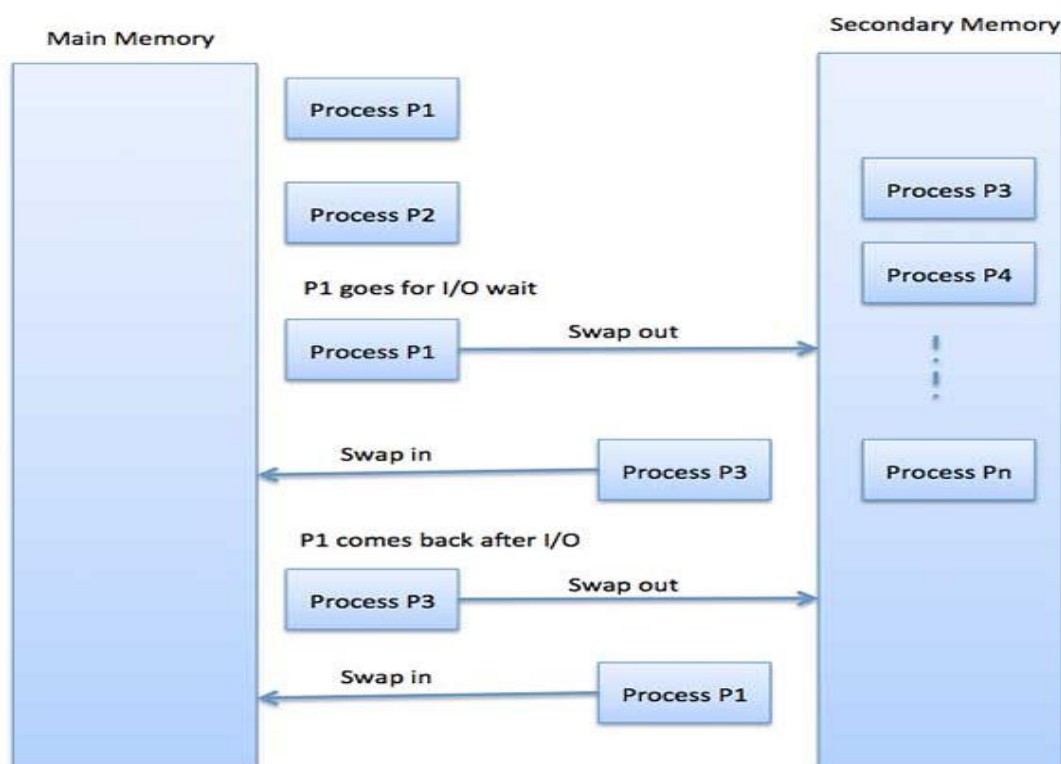 Main Memory
Secondary Memory
Process P1
Process P2
Process P3
Process P4
P1 goes for I/O wait
Process P1
Swap out
Swap in
Process P3
Process Pn
P1 comes back after I/O
Process P3
Swap out
Swap in
Process P1